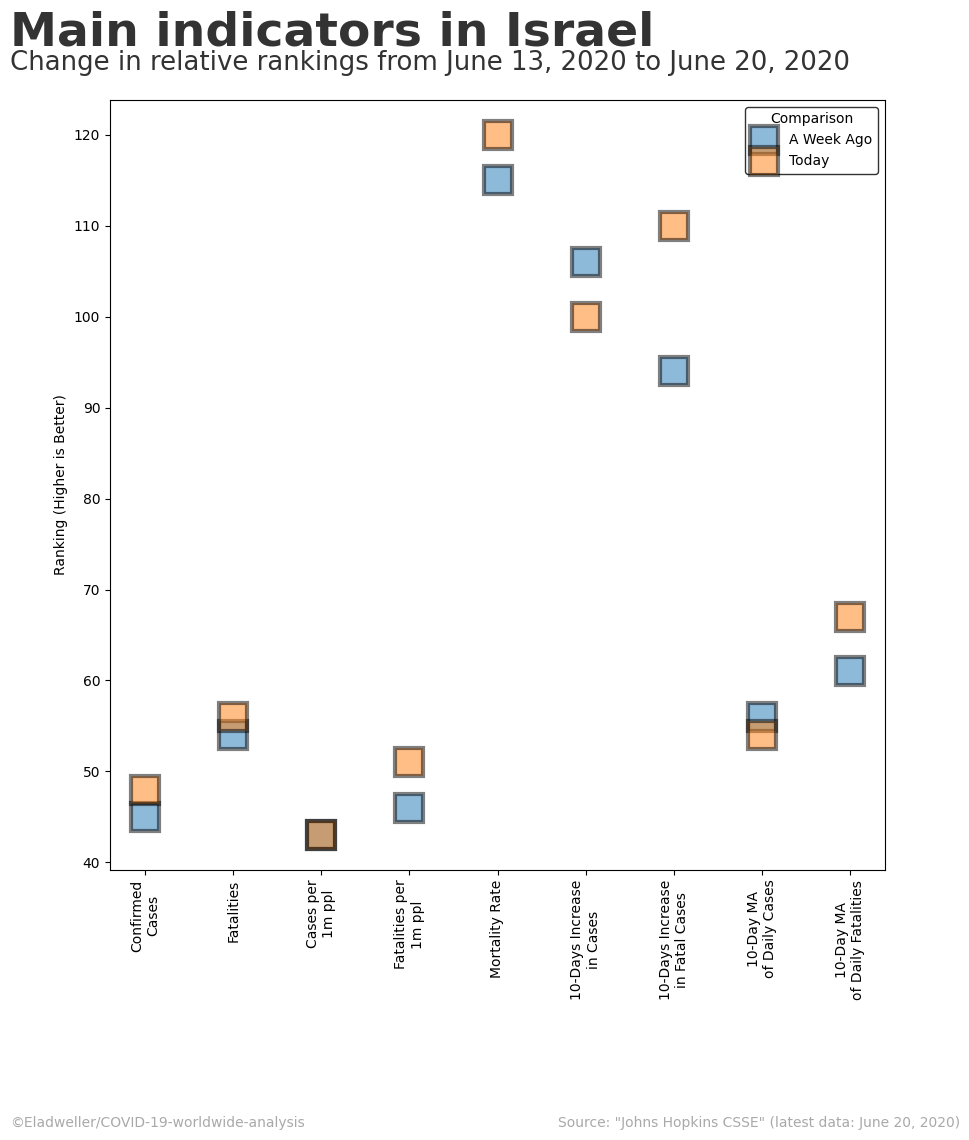 Main indicators in Israel
Change in relative rankings from June 13, 2020 to June 20, 2020
Comparison
A Week Ago
Today
120
110
100
90
80
70
60
50
40
Ranking (Higher is Better)
Confirmed
Cases
Fatalities
Cases per
1m ppl
Fatalities per
1m ppl
Mortality Rate
10-Days Increase
in Cases
10-Days Increase
in Fatal Cases
10-Day MA
of Daily Cases
10-Day MA
of Daily Fatalities
©Eladweller/COVID-19-worldwide-analysis
Source: "Johns Hopkins CSSE" (latest data: June 20, 2020)